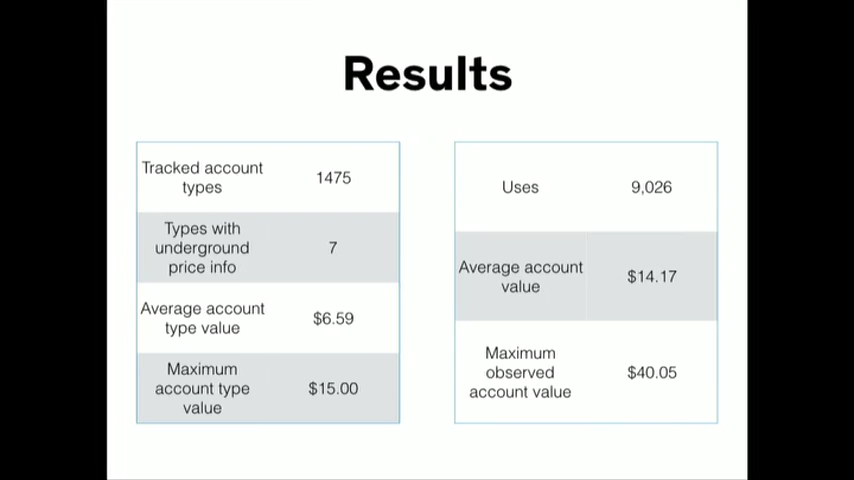 Results
Tracked account
types
1475
Types with
underground
price info
7
Average account
type value
$6.59
Maximum
account type
value
$15.00
Uses
9,026
Average account
value
$14.17
Maximum
observed
account value
$40.05